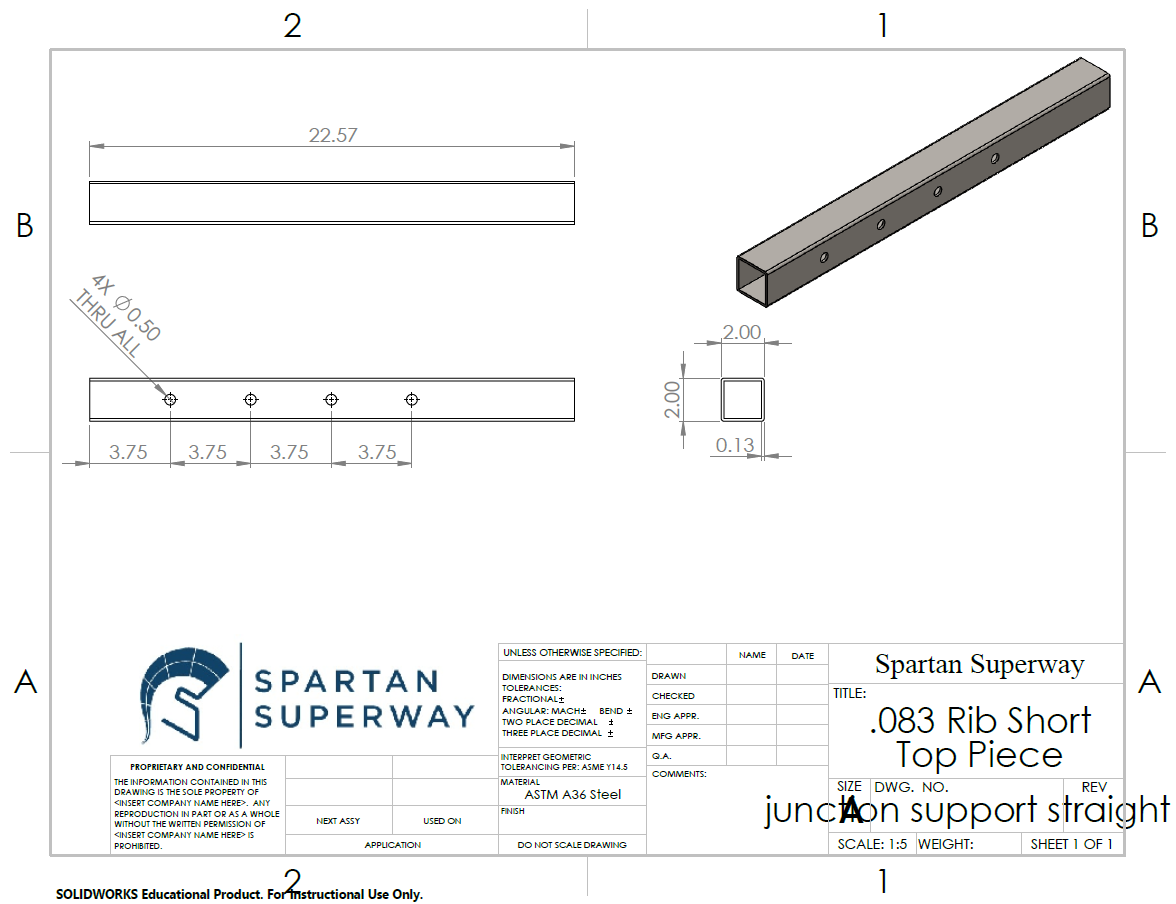 2
1
B
B
22.57
4X ∅0.50
THRU ALL
3.75
3.75
3.75
3.75
2.00
2.00
0.13
A
A
SPARTAN
SUPERWAY
PROPRIETARY AND CONFIDENTIAL
THE INFORMATION CONTAINED IN THIS
DRAWING IS THE SOLE PROPERTY OF
<INSERT COMPANY NAME HERE>. ANY
REPRODUCTION IN PART OR AS A WHOLE
WITHOUT THE WRITTEN PERMISSION OF
<INSERT COMPANY NAME HERE> IS
PROHIBITED.
NEXT ASSY
USED ON
APPLICATION
UNLESS OTHERWISE SPECIFIED:
DIMENSIONS ARE IN INCHES
TOLERANCES:
FRACTIONAL±
ANGULAR: MACH± BEND ±
TWO PLACE DECIMAL ±
THREE PLACE DECIMAL ±
INTERPRET GEOMETRIC
TOLERANCING PER: ASME Y14.5
MATERIAL
ASTM A36 Steel
FINISH
DO NOT SCALE DRAWING
NAME
DATE
DRAWN
CHECKED
ENG APPR.
MFG APPR.
Q.A.
COMMENTS:
Spartan Superway
TITLE:
.083 Rib Short
Top Piece
SIZE
DWG. NO.
REV
A
junction support straight
SCALE: 1:5
WEIGHT:
SHEET 1 OF 1
2
1
SOLIDWORKS Educational Product. For Instructional Use Only.